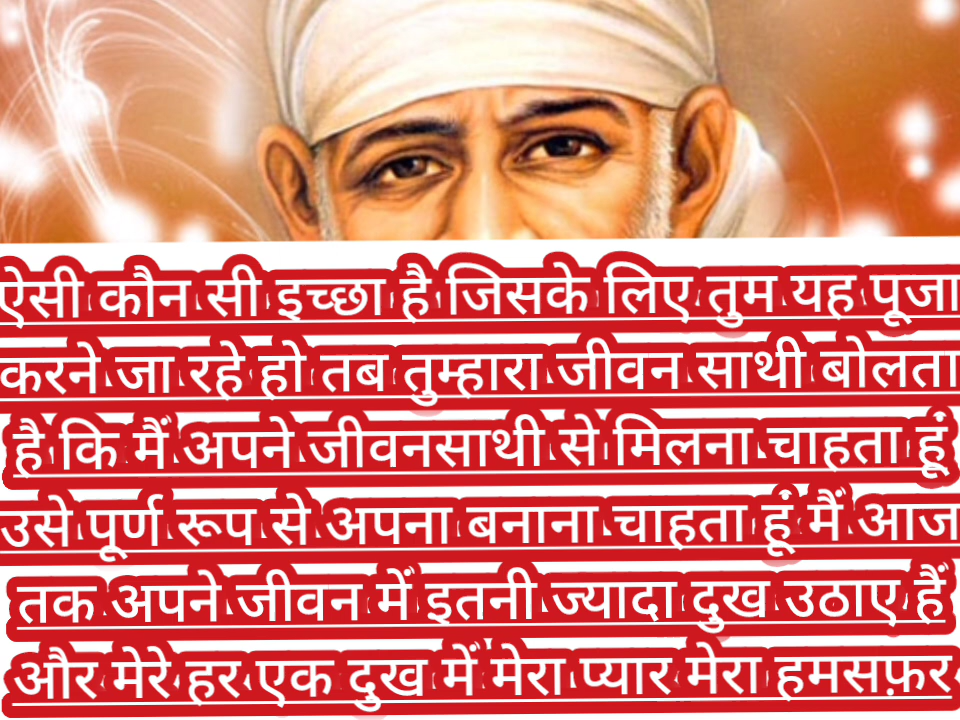 ऐसी कौन सी इच्छा है जिसके लिए तुम यह पूजा
करने जा रहे हो तब तुम्हारा जीवन साथी बोलता
है कि मैं अपने जीवनसाथी से मिलना चाहता हूं
उसे पूर्ण रूप से अपना बनाना चाहता हूं मैं आज
तक अपने जीवन में इतनी ज्यादा दुख उठाए हैं
और मेरे हर एक दुख में मेरा प्यार मेरा हमसफ़र